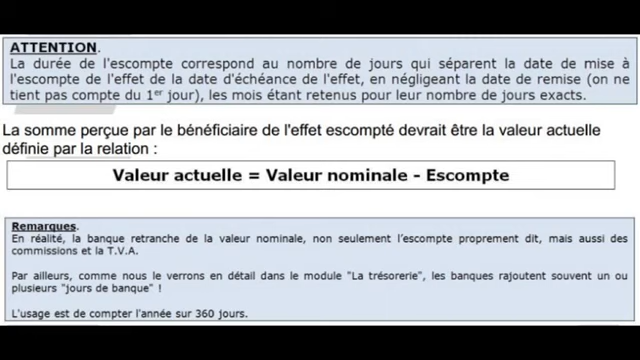 ATTENTION.
La durée de l'escompte correspond au nombre de jours qui séparent la date de mise à
l'escompte de l'effet de la date d'échéance de l'effet, en négligeant la date de remise (on ne
tient pas compte du 1er jour), les mois étant retenus pour leur nombre de jours exacts.
La somme perçue par le bénéficiaire de l'effet escompté devrait être la valeur actuelle
définie par la relation :
Valeur actuelle = Valeur nominale - Escompte
Remarques.
En réalité, la banque retranche de la valeur nominale, non seulement l'escompte proprement dit, mais aussi des
commissions et la T.V.A.
Par ailleurs, comme nous le verrons en détail dans le module "La trésorerie", les banques rajoutent souvent un ou
plusieurs "jours de banque" !
L'usage est de compter l'année sur 360 jours.